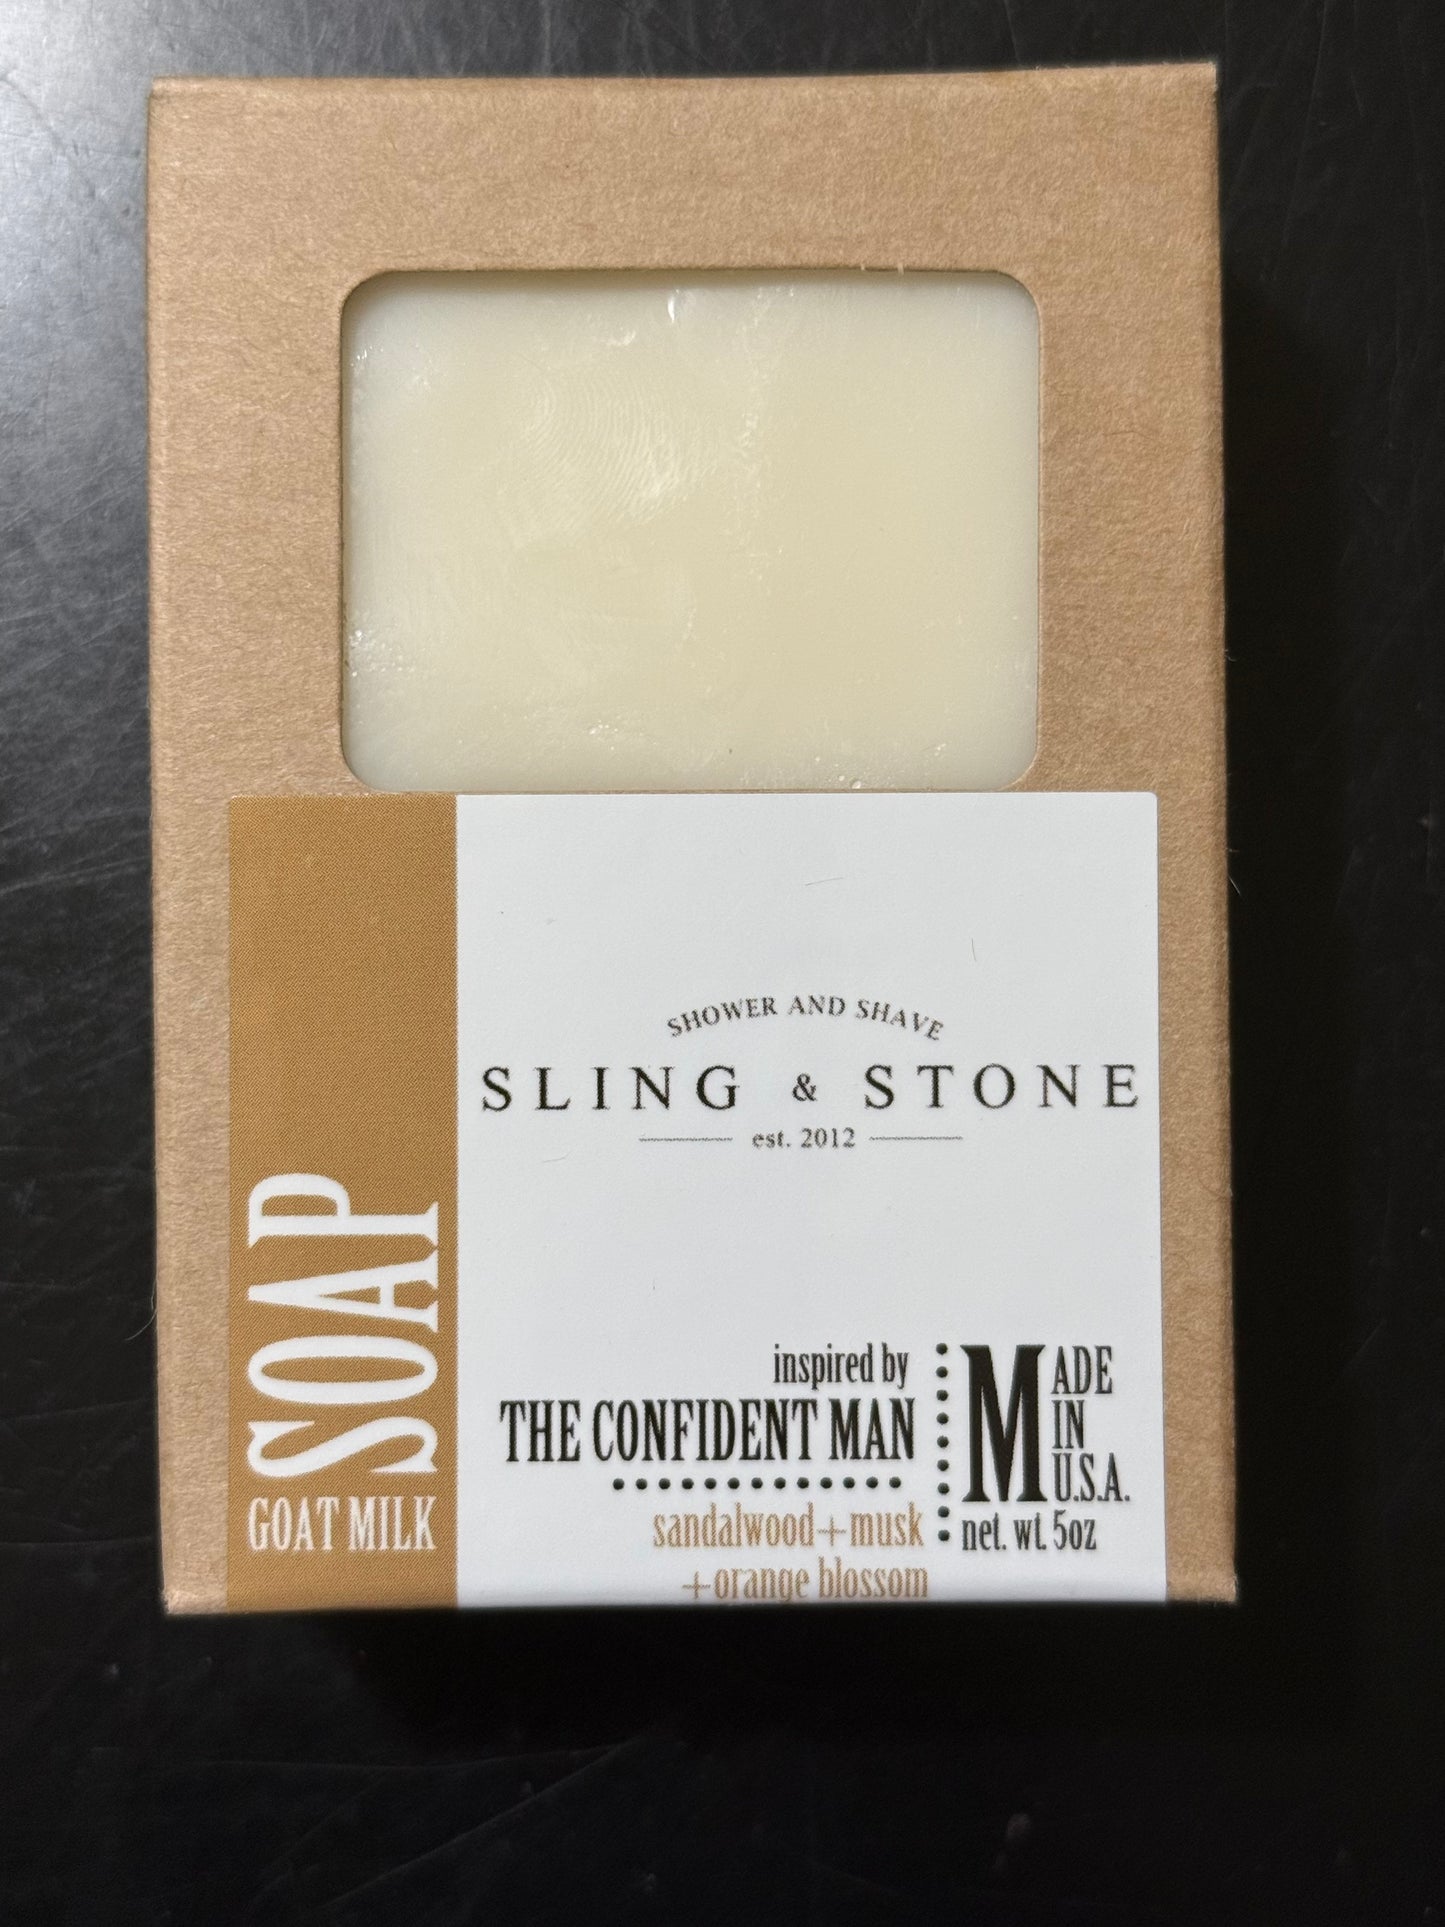 SHOWER AND SHAVE
SLING & STONE
est. 2012
SOAP
GOAT MILK
inspired by
THE CONFIDENT MAN
sandalwood+musk
+orange blossom
MADE
IN
U.S.A.
net. wt. 5oz